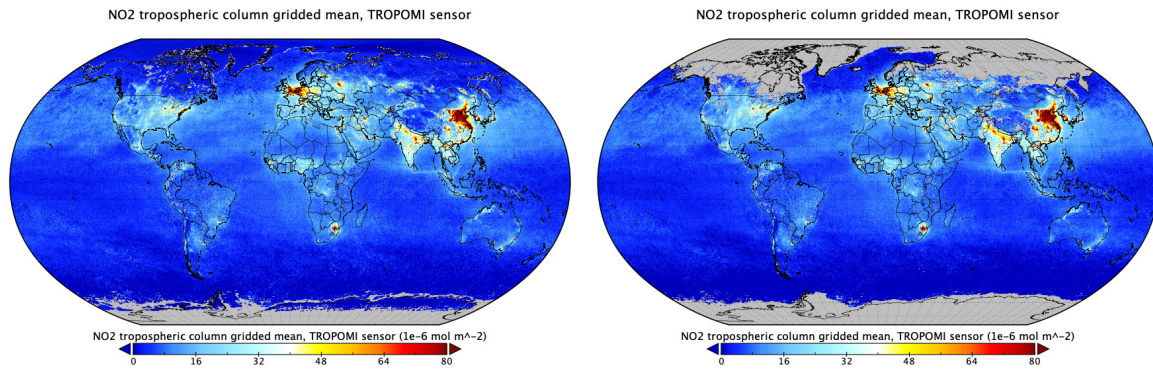 NO2 tropospheric column gridded mean, TROPOMI sensor
NO2 tropospheric column gridded mean, TROPOMI sensor (1e-6 mol m^-2)
0 16 32 48 64 80
NO2 tropospheric column gridded mean, TROPOMI sensor
NO2 tropospheric column gridded mean, TROPOMI sensor (1e-6 mol m^-2)
0 16 32 48 64 80